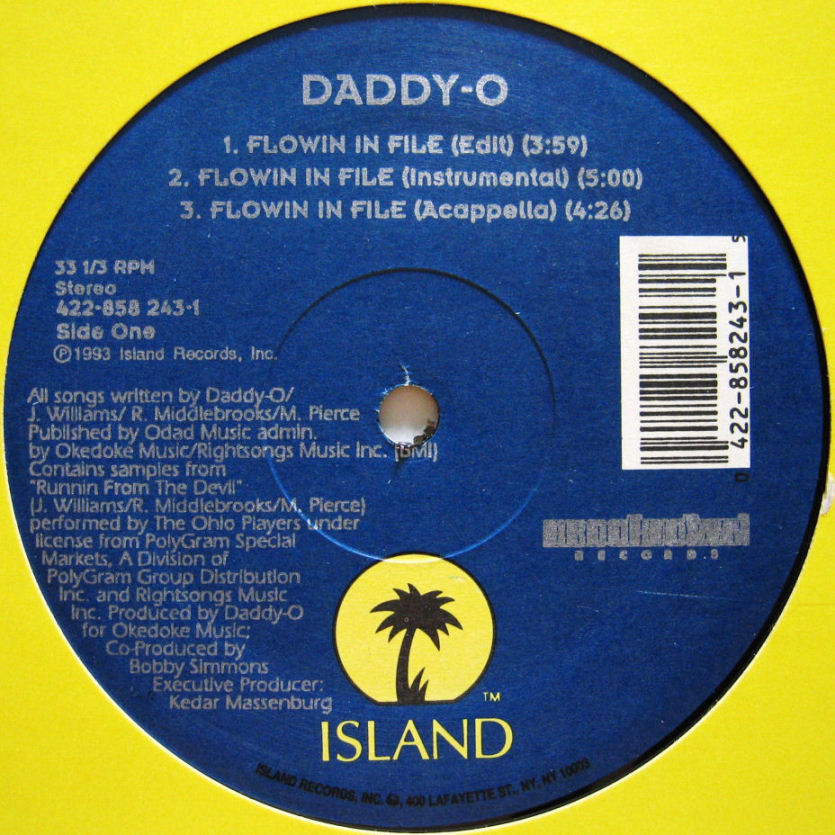 DADDY-O
1. FLOWIN IN FILE (Edit) (3:59)
2. FLOWIN IN FILE (Instrumental) (5:00)
3. FLOWIN IN FILE (Acappella) (4:26)
33 1/3 RPM
Stereo
422-858 243-1
Side One
Ⓟ1993 Island Records, Inc.
All songs written by Daddy-O/
J. Williams/ R. Middlebrooks/M. Pierce
Published by Odad Music admin.
by Okedoke Music/Rightsongs Music Inc. (BMI)
Contains samples from
"Runnin From The Devil"
(J. Williams/R. Middlebrooks/M. Pierce)
performed by The Ohio Players under
license from PolyGram Special
Markets, A Division of
PolyGram Group Distribution
Inc. and Rightsongs Music
Inc. Produced by Daddy-O
for Okedoke Music;
Co-Produced by
Bobby Simmons
Executive Producer:
Kedar Massenburg
0 422-858243-1 5
RECORDS
TM
ISLAND
ISLAND RECORDS, INC. ®, 400 LAFAYETTE ST., NY, NY 10003